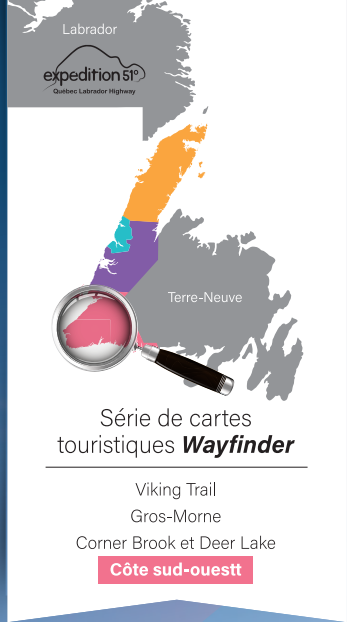 Labrador
expedition 51º
Québec Labrador Highway
Terre-Neuve
Série de cartes
touristiques Wayfinder
Viking Trail
Gros-Morne
Corner Brook et Deer Lake
Côte sud-ouestt